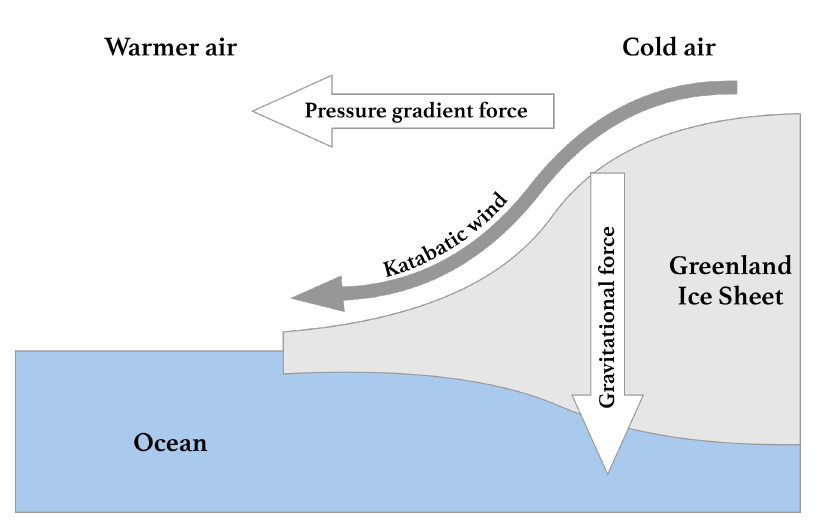 Warmer air
Cold air
Pressure gradient force
Katabatic wind
Gravitational force
Greenland
Ice Sheet
Ocean